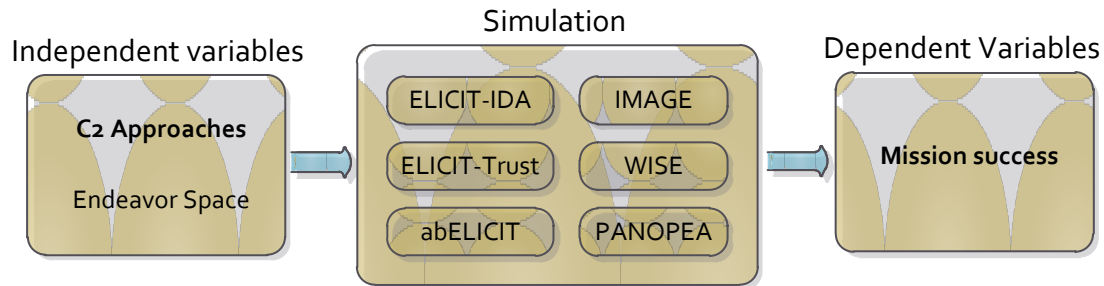 Simulation
Independent variables
Dependent Variables
C2 Approaches
Endeavor Space
ELICIT-IDA
IMAGE
ELICIT-Trust
WISE
abELICIT
PANOPEA
Mission success